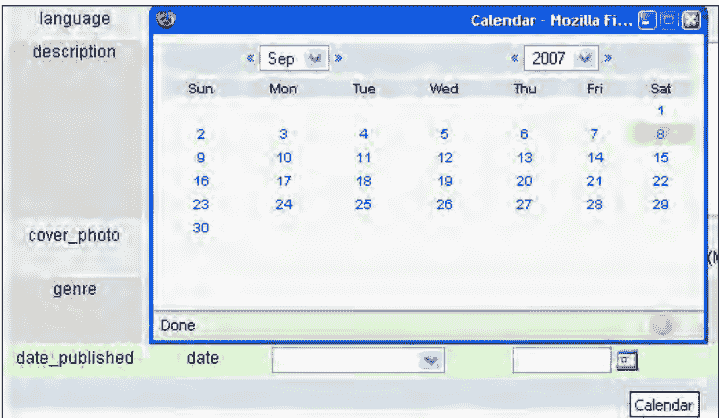 language
description
cover_photo
genre
date_published date
Calendar - Mozilla Fi...
« Sep » « 2007 »
Sun Mon Tue Wed Thu Fri Sat
1
2 3 4 5 6 7 8
9 10 11 12 13 14 15
16 17 18 19 20 21 22
23 24 25 26 27 28 29
30
Done
Calendar